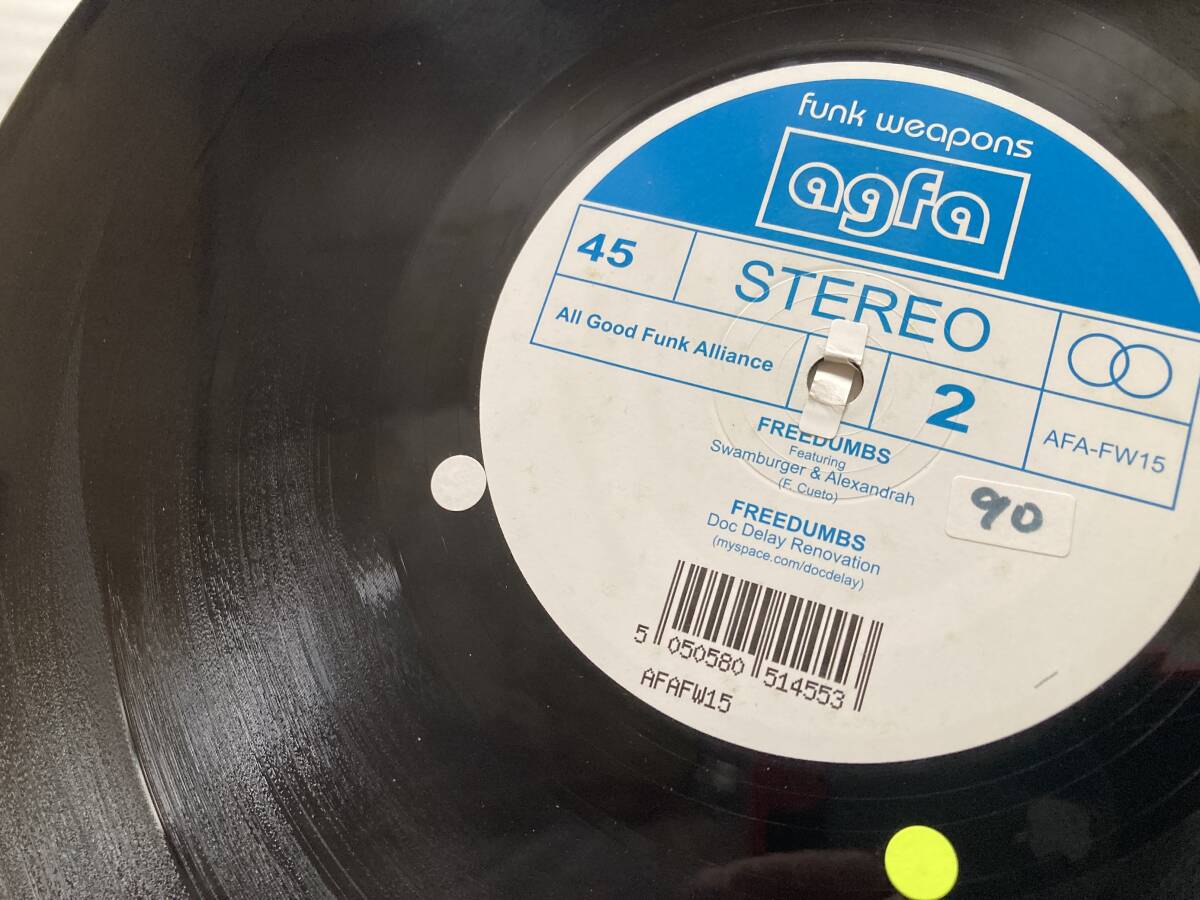 funk weapons
agfa
45
STEREO
All Good Funk Alliance
2
AFA-FW15
FREEDUMBS
Featuring
Swamburger & Alexandrah
(F. Cueto)
90
FREEDUMBS
Doc Delay Renovation
(myspace.com/docdelay)
5 050580 514553
AFAFW15